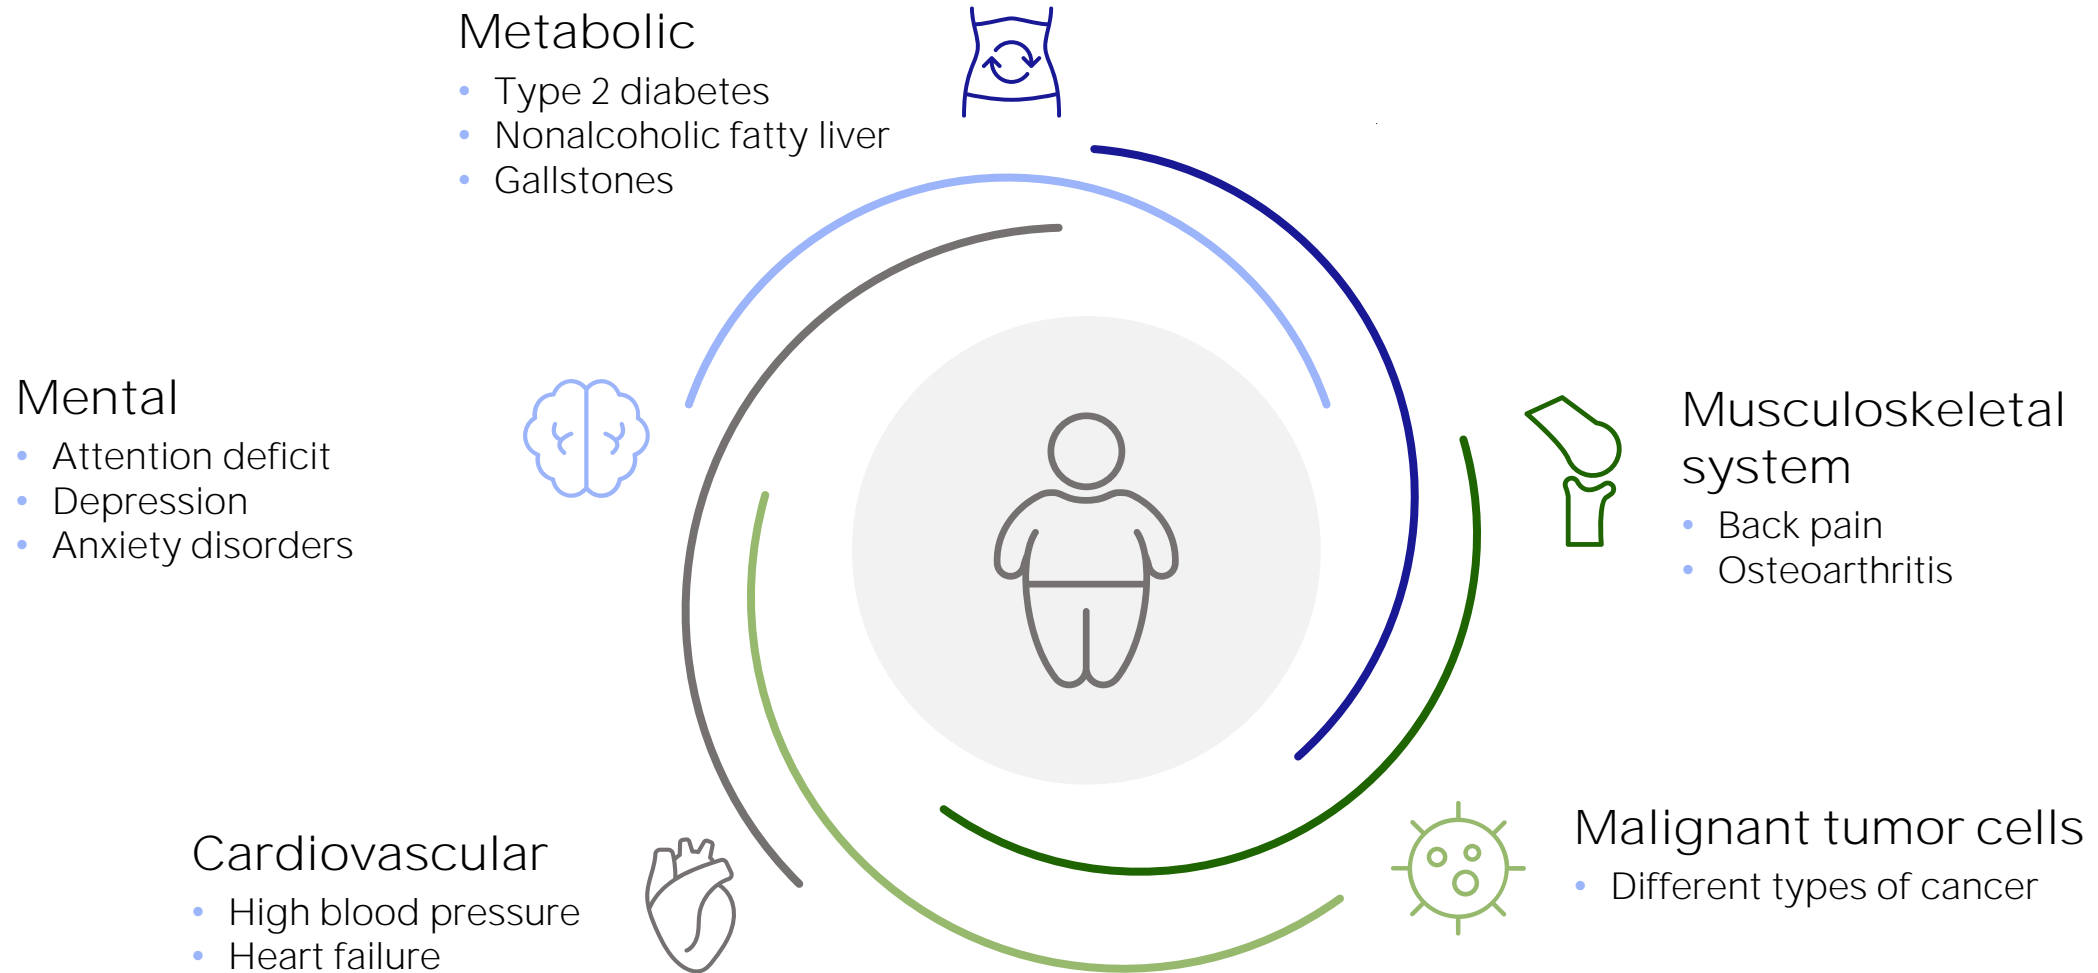 Metabolic
• Type 2 diabetes
• Nonalcoholic fatty liver
• Gallstones
Mental
• Attention deficit
• Depression
• Anxiety disorders
Musculoskeletal
system
• Back pain
• Osteoarthritis
Cardiovascular
• High blood pressure
• Heart failure
Malignant tumor cells
• Different types of cancer